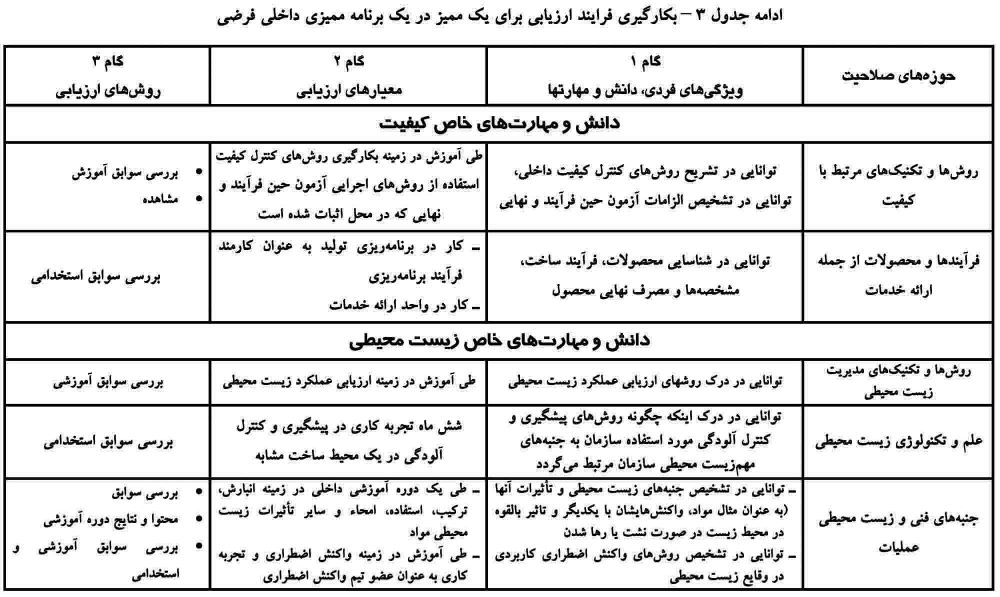 ادامه جدول ۳ – بکارگیری فرایند ارزیابی برای یک ممیز در یک برنامه ممیزی داخلی فرضی
حوزه‌های صلاحیت
گام ۱
ویژگی‌های فردی، دانش و مهارتها
گام ۲
معیارهای ارزیابی
گام ۳
روش‌های ارزیابی
دانش و مهارت‌های خاص کیفیت
روش‌ها و تکنیک‌های مرتبط با
کیفیت
توانایی در تشریح روش‌های کنترل کیفیت داخلی،
توانایی در تشخیص الزامات آزمون حین فرآیند و نهایی
طی آموزش در زمینه بکارگیری روش‌های کنترل کیفیت
استفاده از روش‌های اجرایی آزمون حین فرآیند و
نهایی که در محل اثبات شده است
• بررسی سوابق آموزش
• مشاهده
فرآیندها و محصولات از جمله
ارائه خدمات
توانایی در شناسایی محصولات، فرآیند ساخت،
مشخصه‌ها و مصرف نهایی محصول
ـ کار در برنامه‌ریزی تولید به عنوان کارمند
فرآیند برنامه‌ریزی
ـ کار در واحد ارائه خدمات
بررسی سوابق استخدامی
دانش و مهارت‌های خاص زیست محیطی
روش‌ها و تکنیک‌های مدیریت
زیست محیطی
توانایی در درک روشهای ارزیابی عملکرد زیست محیطی
طی آموزش در زمینه ارزیابی عملکرد زیست محیطی
بررسی سوابق آموزشی
علم و تکنولوژی زیست محیطی
توانایی در درک اینکه چگونه روش‌های پیشگیری و
کنترل آلودگی مورد استفاده سازمان به جنبه‌های
مهم‌زیست محیطی سازمان مرتبط می‌گردد
شش ماه تجربه کاری در پیشگیری و کنترل
آلودگی در یک محیط ساخت مشابه
بررسی سوابق استخدامی
جنبه‌های فنی و زیست محیطی
عملیات
ـ توانایی در تشخیص جنبه‌های زیست محیطی و تأثیرات آنها
(به عنوان مثال مواد، واکنش‌هایشان با یکدیگر و تاثیر بالقوه
در محیط زیست در صورت نشت یا رها شدن
ـ توانایی در تشخیص روش‌های واکنش اضطراری کاربردی
در وقایع زیست محیطی
ـ طی یک دوره آموزشی داخلی در زمینه انبارش،
ترکیب، استفاده، امحاء و سایر تأثیرات زیست
محیطی مواد
ـ طی آموزش در زمینه واکنش اضطراری و تجربه
کاری به عنوان عضو تیم واکنش اضطراری
• بررسی سوابق
• محتوا و نتایج دوره آموزشی
• بررسی سوابق آموزشی و
استخدامی